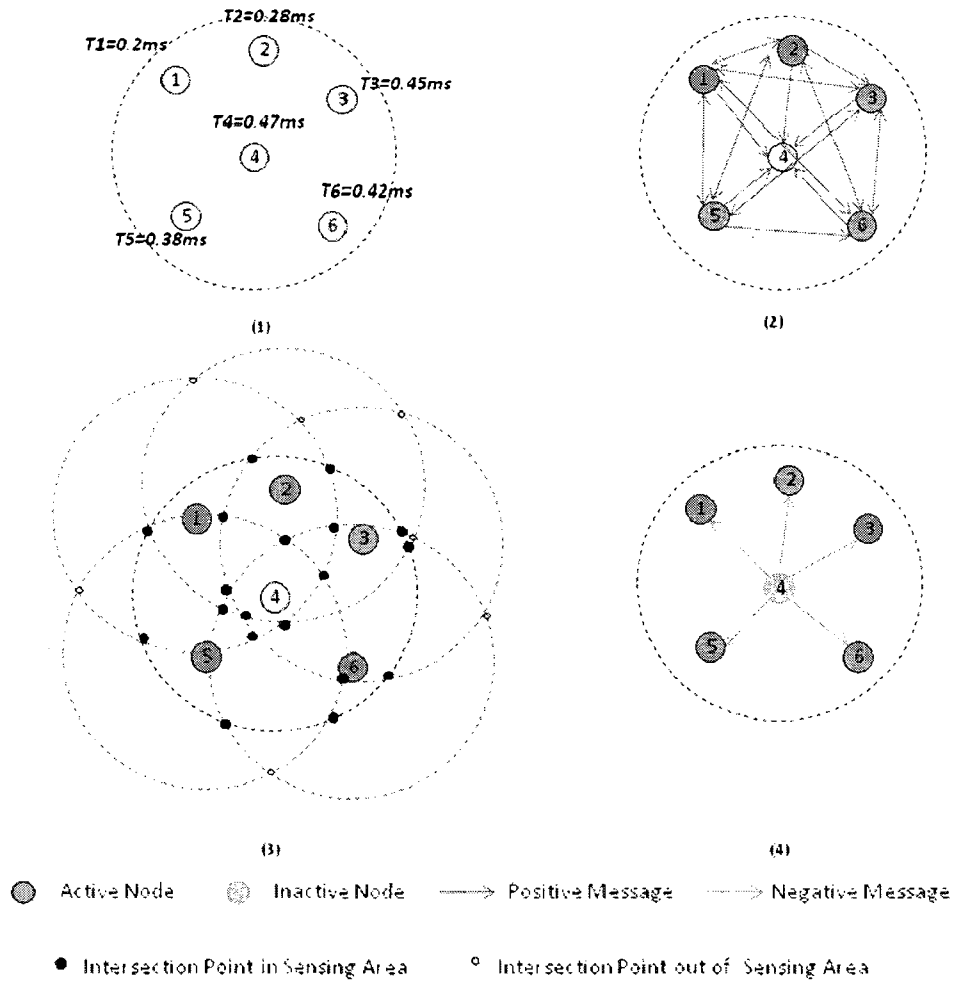 T2=0.28ms
T1=0.2ms
2
1
T3=0.45ms
3
T4=0.47ms
4
T6=0.42ms
5
6
T5=0.38ms
(1)
2
1
3
4
5
6
(2)
2
1
3
4
5
6
(3)
2
1
3
4
5
6
(4)
Active Node
Inactive Node
Positive Message
Negative Message
Intersection Point in Sensing Area
Intersection Point out of Sensing Area